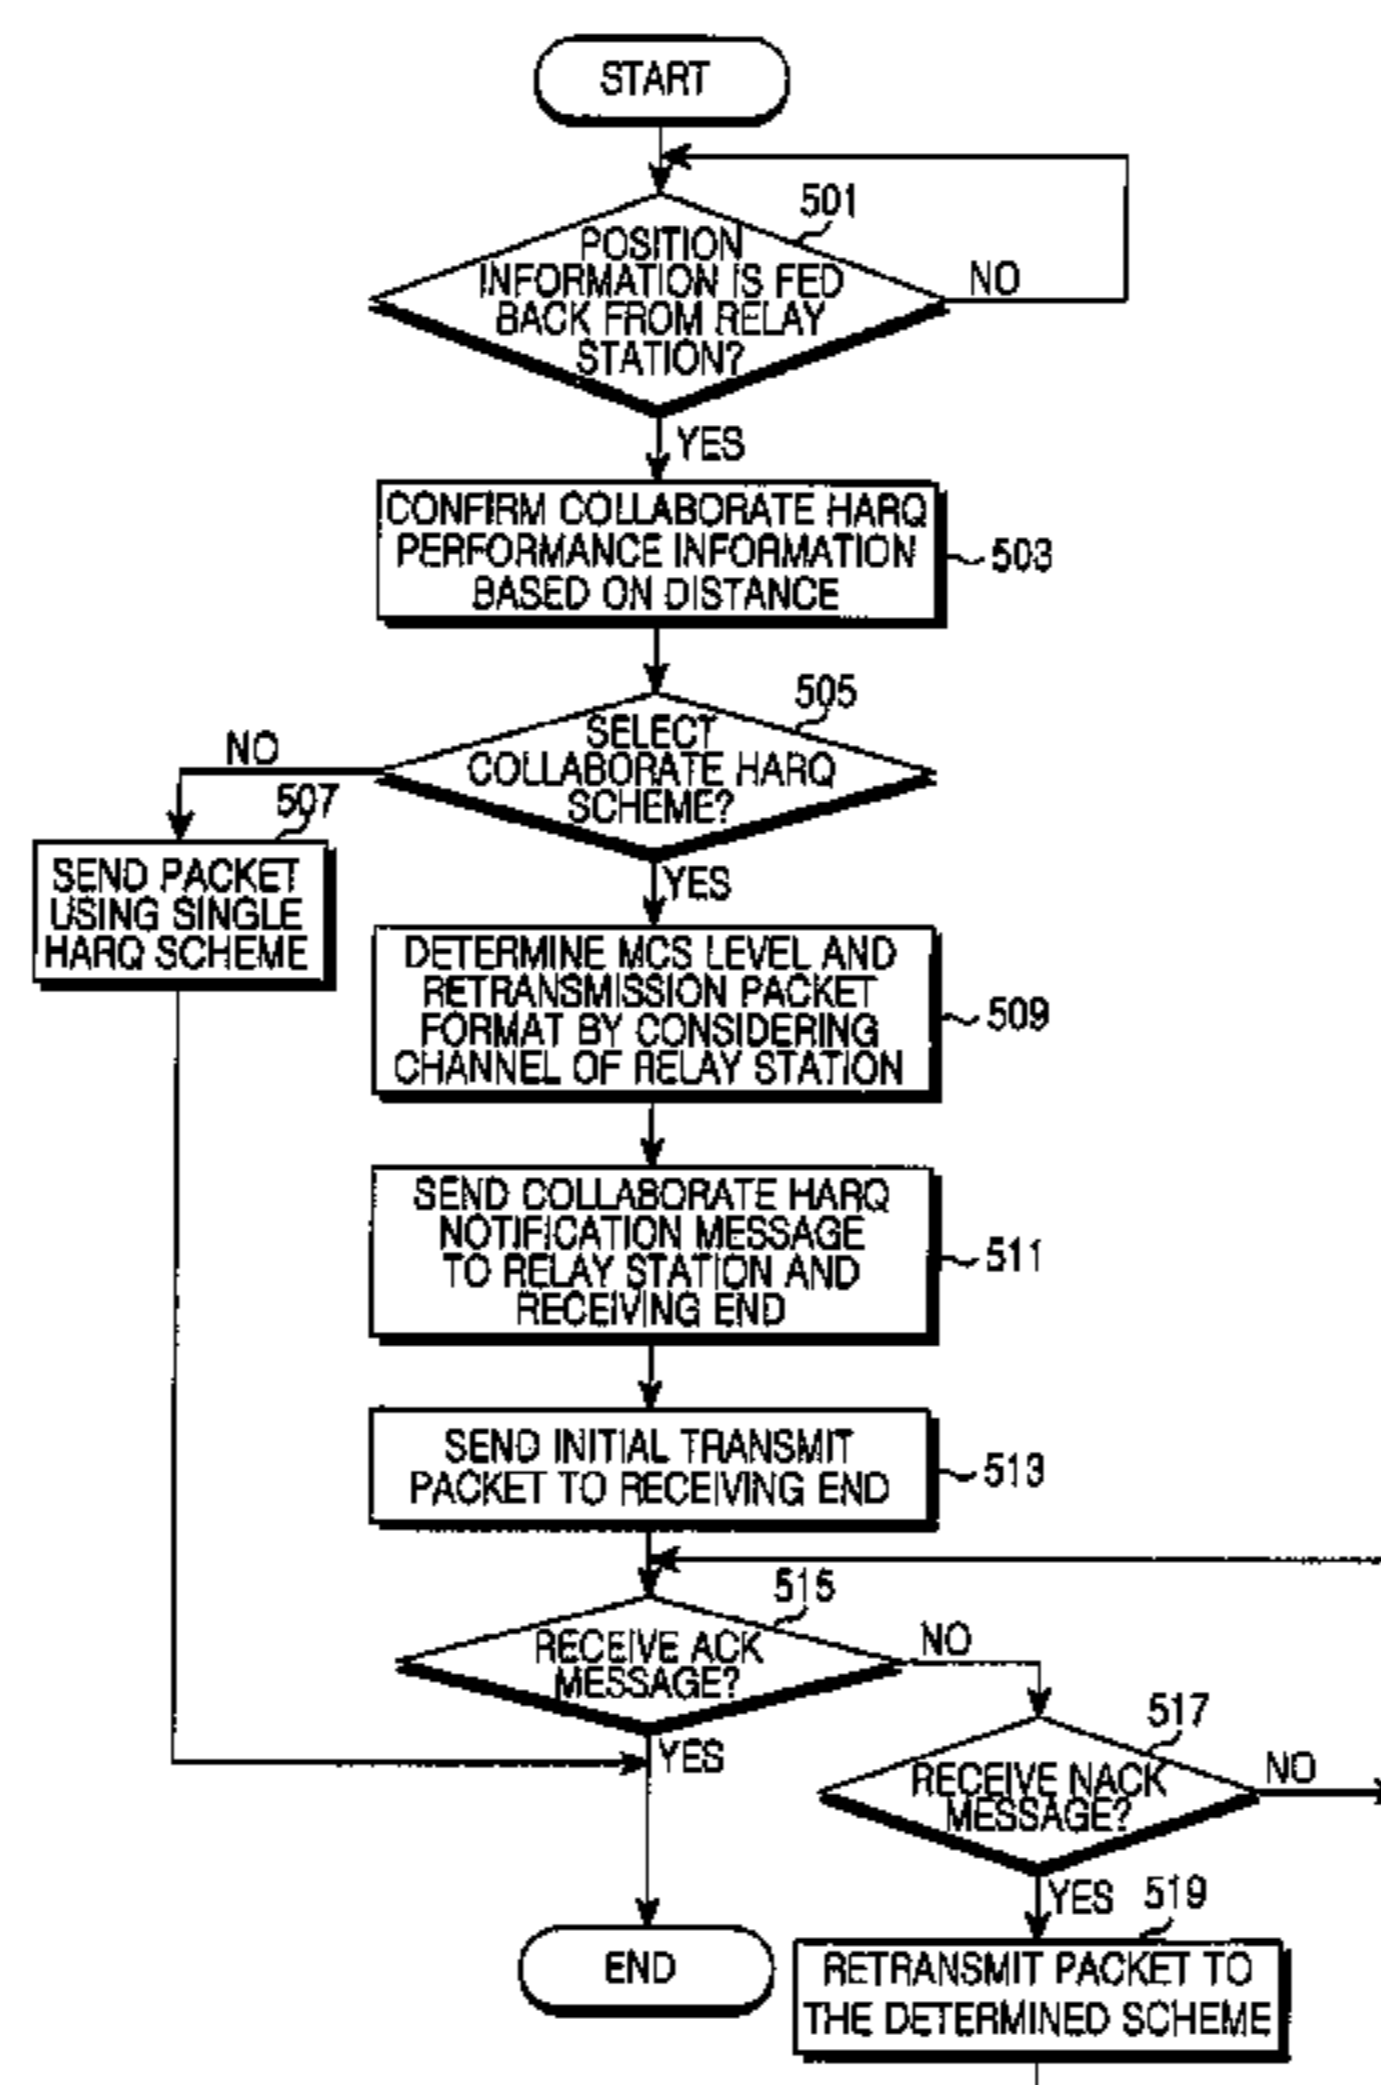 START
501
POSITION
INFORMATION IS FED
BACK FROM RELAY
STATION?
NO
YES
CONFIRM COLLABORATE HARQ
PERFORMANCE INFORMATION
BASED ON DISTANCE
503
505
SELECT
COLLABORATE HARQ
SCHEME?
NO
507
SEND PACKET
USING SINGLE
HARQ SCHEME
YES
DETERMINE MCS LEVEL AND
RETRANSMISSION PACKET
FORMAT BY CONSIDERING
CHANNEL OF RELAY STATION
509
SEND COLLABORATE HARQ
NOTIFICATION MESSAGE
TO RELAY STATION AND
RECEIVING END
511
SEND INITIAL TRANSMIT
PACKET TO RECEIVING END
513
515
RECEIVE ACK
MESSAGE?
NO
YES
517
RECEIVE NACK
MESSAGE?
NO
YES
519
END
RETRANSMIT PACKET TO
THE DETERMINED SCHEME